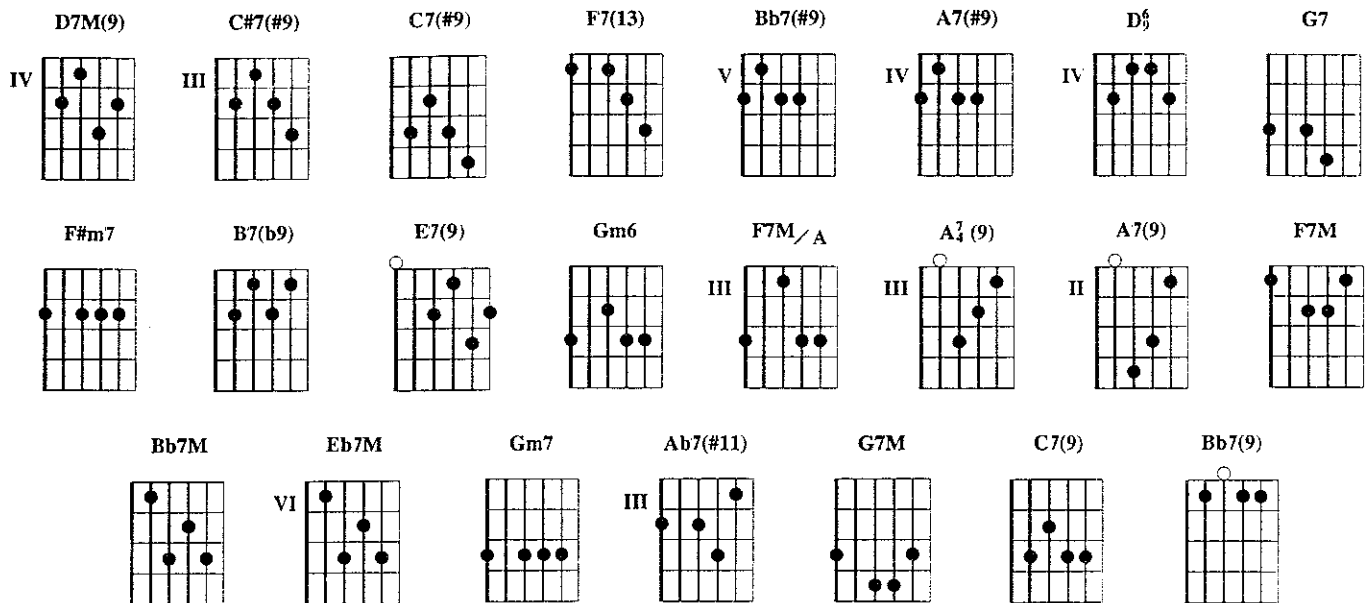 D7M(9) C#7(#9) C7(#9) F7(13) Bb7(#9) A7(#9) D6/9 G7
IV III V IV IV
F#m7 B7(b9) E7(9) Gm6 F7M/A A7/4(9) A7(9) F7M
III III II
Bb7M Eb7M Gm7 Ab7(#11) G7M C7(9) Bb7(9)
VI III